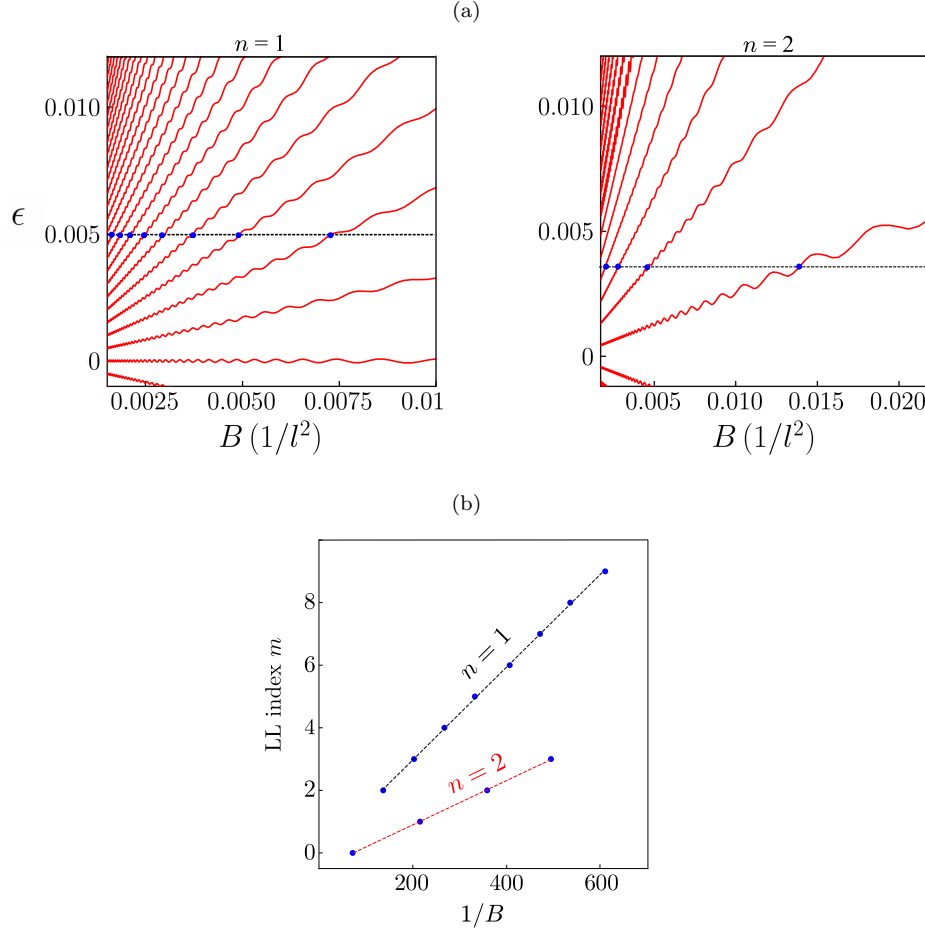 (a)
n = 1
n = 2
0.010
0.005
0
ϵ
0.0025 0.0050 0.0075 0.01
B (1/l²)
0.010
0.005
0
0.005 0.010 0.015 0.020
B (1/l²)
(b)
8
6
4
2
0
LL index m
n = 1
n = 2
200 400 600
1/B